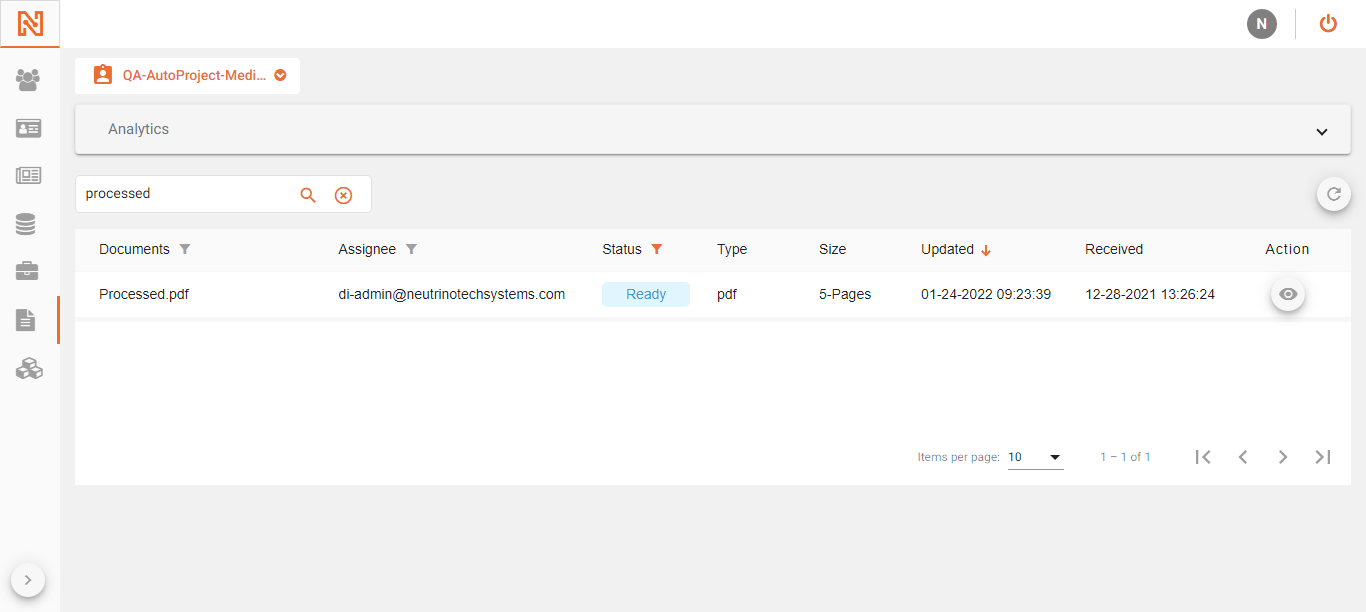 N
QA-AutoProject-Medi...
Analytics
processed
Documents Assignee Status Type Size Updated Received Action
Processed.pdf di-admin@neutrinotechsystems.com Ready pdf 5-Pages 01-24-2022 09:23:39 12-28-2021 13:26:24
Items per page: 10 1 – 1 of 1